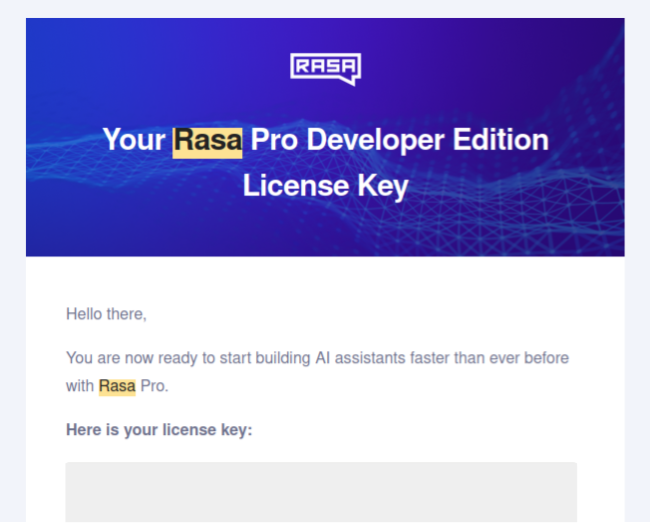 RASA
Your Rasa Pro Developer Edition
License Key
Hello there,
You are now ready to start building AI assistants faster than ever before
with Rasa Pro.
Here is your license key: